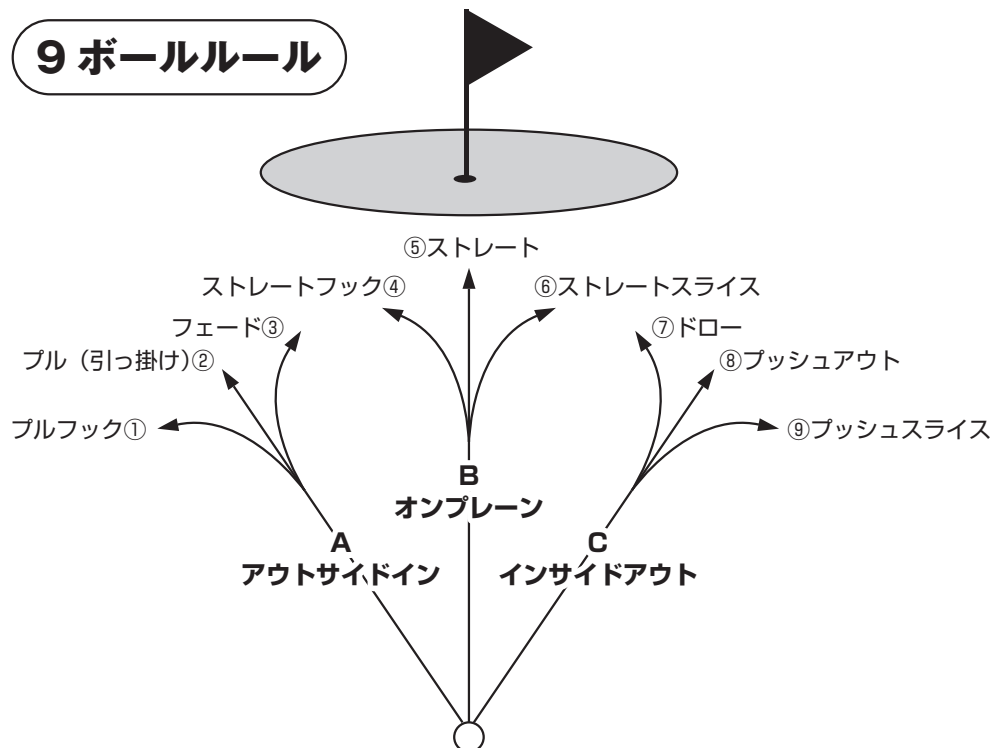 9 ボールルール
⑤ストレート
ストレートフック④
⑥ストレートスライス
フェード③
⑦ドロー
プル（引っ掛け）②
⑧プッシュアウト
プルフック①
⑨プッシュスライス
B
オンプレーン
A
アウトサイドイン
C
インサイドアウト